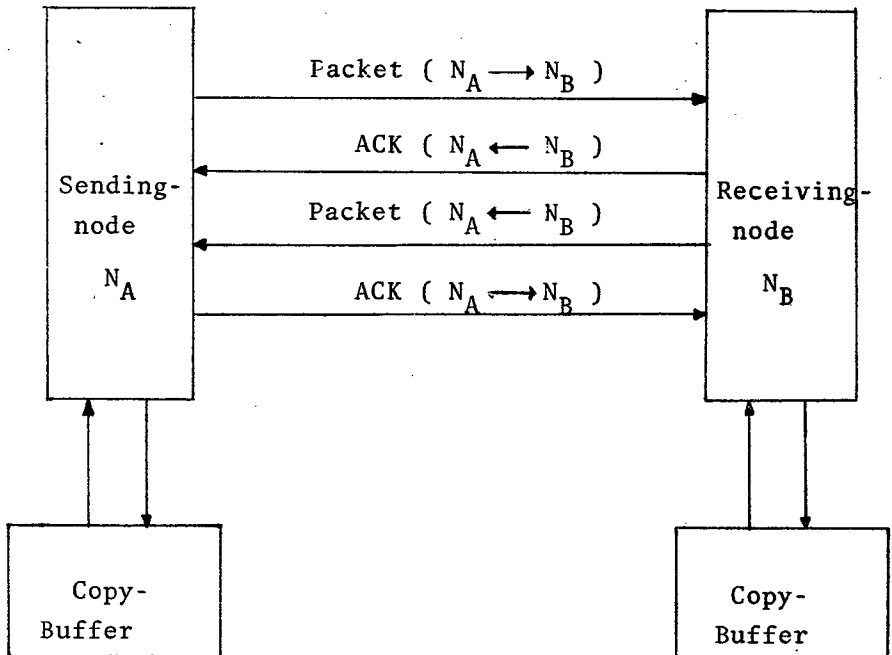 Packet ( N_A ⟶ N_B )
ACK ( N_A ⟵ N_B )
Sending-
node
N_A
Packet ( N_A ⟵ N_B )
ACK ( N_A ⟶ N_B )
Receiving-
node
N_B
Copy-
Buffer
Copy-
Buffer